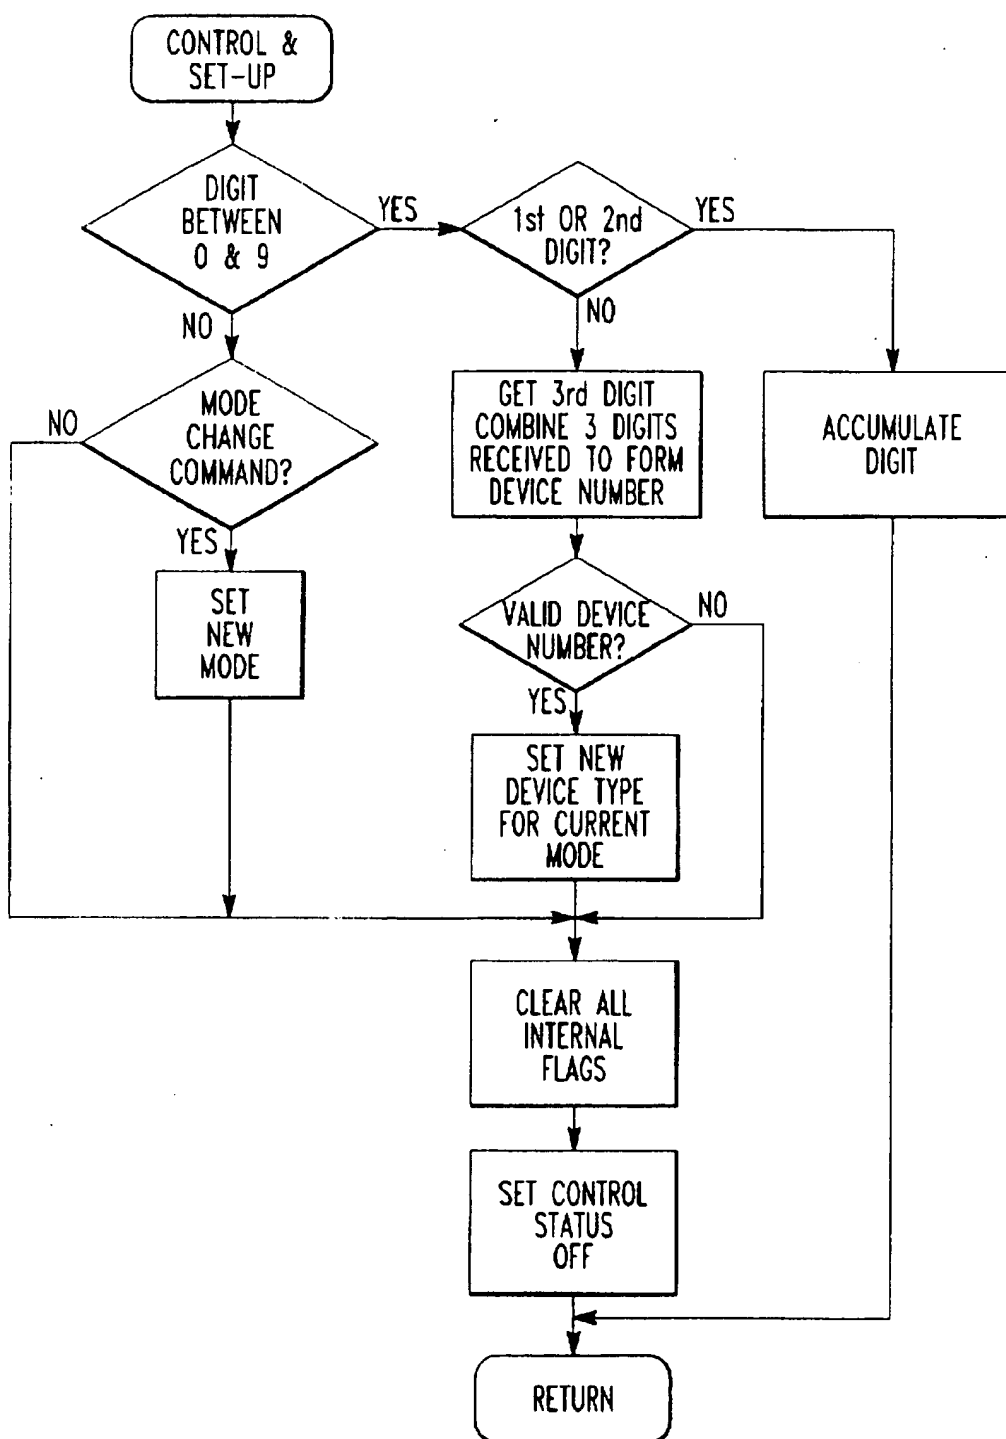 CONTROL &
SET-UP
DIGIT
BETWEEN
0 & 9
YES
1st OR 2nd
DIGIT?
YES
NO
NO
MODE
CHANGE
COMMAND?
NO
GET 3rd DIGIT
COMBINE 3 DIGITS
RECEIVED TO FORM
DEVICE NUMBER
ACCUMULATE
DIGIT
YES
SET
NEW
MODE
VALID DEVICE
NUMBER?
NO
YES
SET NEW
DEVICE TYPE
FOR CURRENT
MODE
CLEAR ALL
INTERNAL
FLAGS
SET CONTROL
STATUS
OFF
RETURN